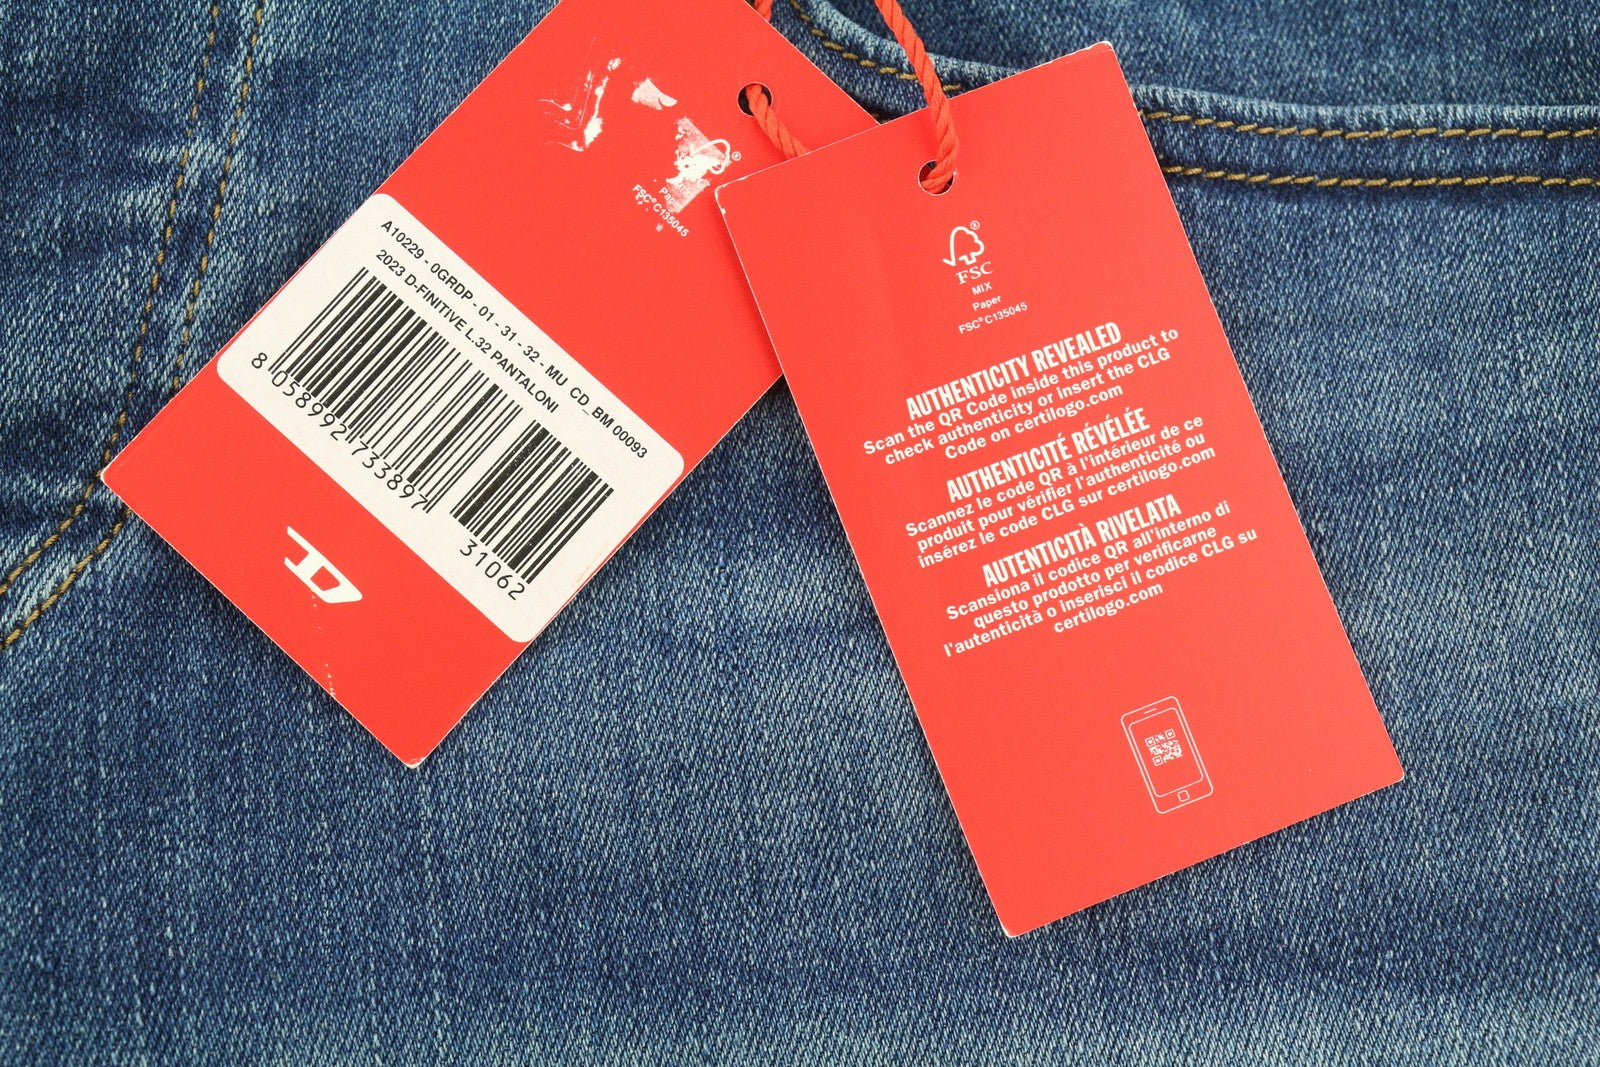 Paper
FSC® C135045
A10229 - 0GRDP - 01 - 31 - 32 - MU CD_BM 00093
2023 D-FINITIVE L.32 PANTALONI
8 058992 733897
31062
D
FSC
MIX
Paper
FSC® C135045
AUTHENTICITY REVEALED
Scan the QR Code inside this product to
check authenticity or insert the CLG
Code on certilogo.com
AUTHENTICITÉ RÉVÉLÉE
Scannez le code QR à l'intérieur de ce
produit pour vérifier l'authenticité ou
insérez le code CLG sur certilogo.com
AUTENTICITÀ RIVELATA
Scansiona il codice QR all'interno di
questo prodotto per verificarne
l'autenticità o inserisci il codice CLG su
certilogo.com